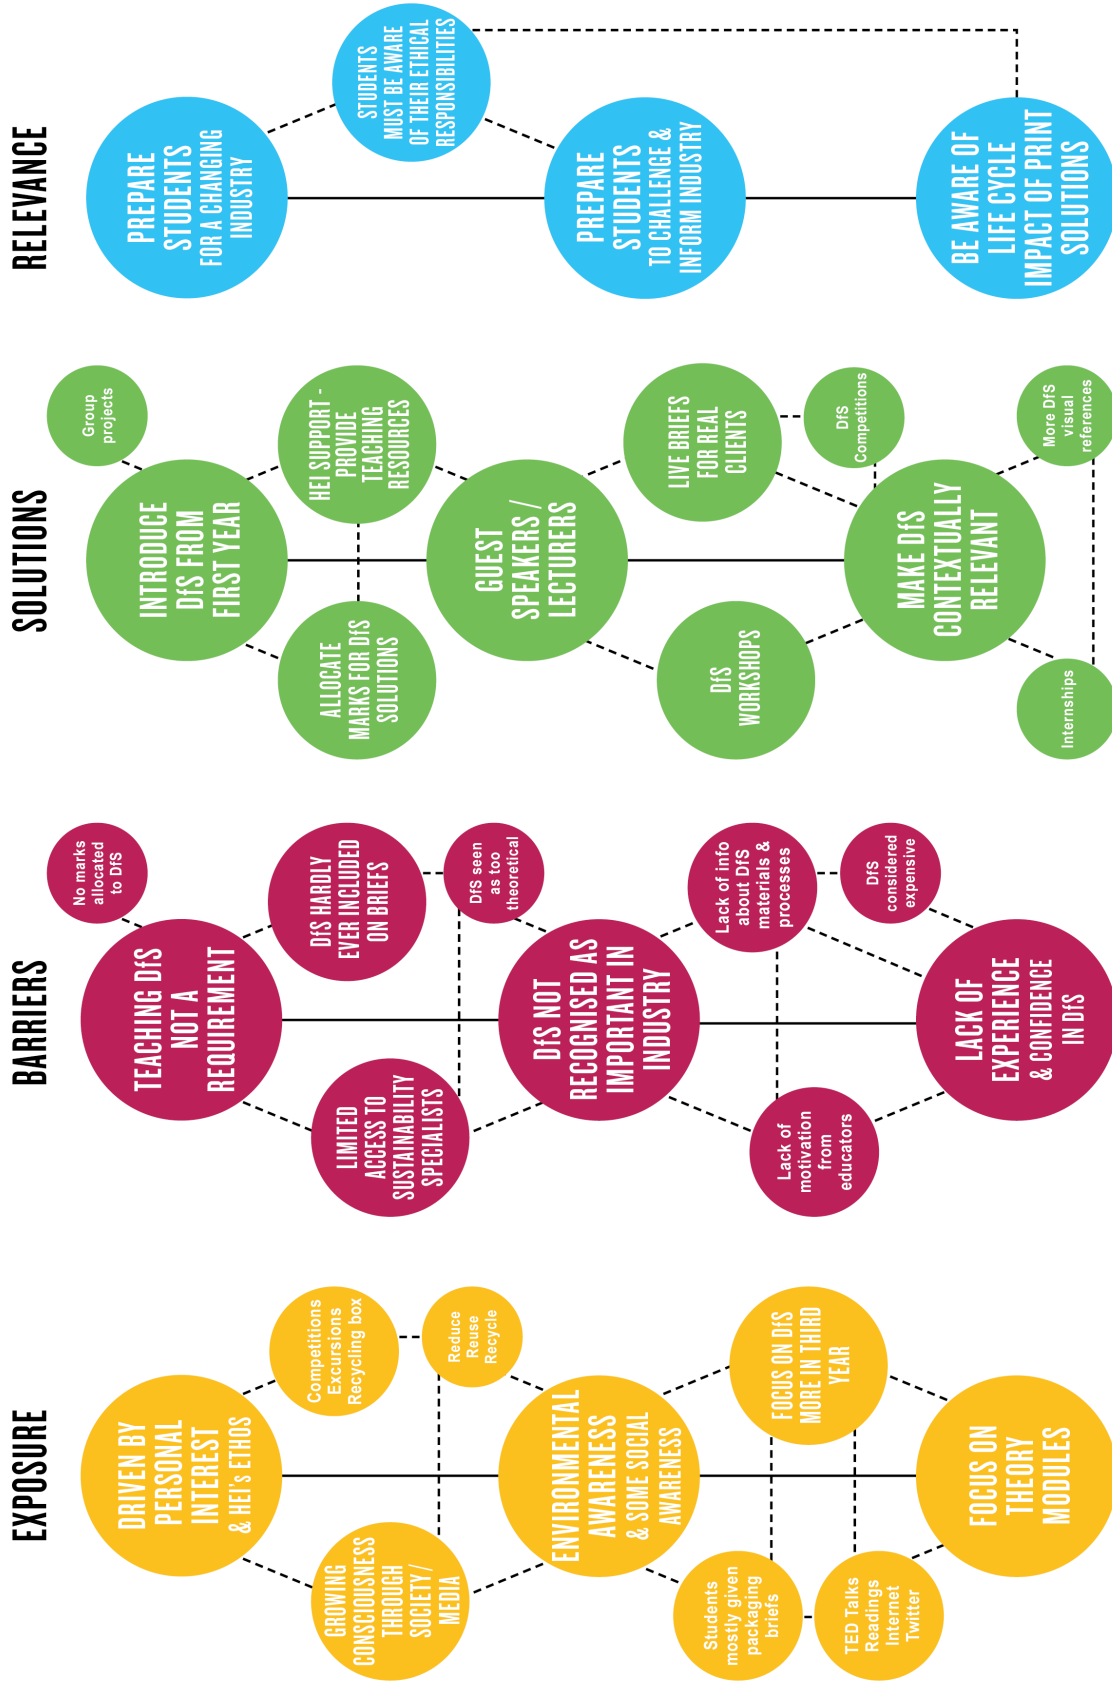 EXPOSURE
DRIVEN BY
PERSONAL
INTEREST
& HEI's ETHOS
Competitions
Excursions
Recycling box
GROWING
CONSCIOUSNESS
THROUGH
SOCIETY /
MEDIA
Reduce
Reuse
Recycle
ENVIRONMENTAL
AWARENESS
& SOME SOCIAL
AWARENESS
Students
mostly given
packaging
briefs
FOCUS ON DfS
MORE IN THIRD
YEAR
TED Talks
Readings
Internet
Twitter
FOCUS ON
THEORY
MODULES
BARRIERS
No marks
allocated
to DfS
TEACHING DfS
NOT A
REQUIREMENT
DfS HARDLY
EVER INCLUDED
ON BRIEFS
LIMITED
ACCESS TO
SUSTAINABILITY
SPECIALISTS
DfS seen
as too
theoretical
DfS NOT
RECOGNISED AS
IMPORTANT IN
INDUSTRY
Lack of info
about DfS
materials &
processes
Lack of
motivation
from
educators
DfS
considered
expensive
LACK OF
EXPERIENCE
& CONFIDENCE
IN DfS
SOLUTIONS
Group
projects
INTRODUCE
DfS FROM
FIRST YEAR
ALLOCATE
MARKS FOR DfS
SOLUTIONS
HEI SUPPORT -
PROVIDE
TEACHING
RESOURCES
GUEST
SPEAKERS /
LECTURERS
LIVE BRIEFS
FOR REAL
CLIENTS
DfS
WORKSHOPS
DfS
Competitions
MAKE DfS
CONTEXTUALLY
RELEVANT
Internships
More DfS
visual
references
RELEVANCE
PREPARE
STUDENTS
FOR A CHANGING
INDUSTRY
STUDENTS
MUST BE AWARE
OF THEIR ETHICAL
RESPONSIBILITIES
PREPARE
STUDENTS
TO CHALLENGE &
INFORM INDUSTRY
BE AWARE OF
LIFE CYCLE
IMPACT OF PRINT
SOLUTIONS